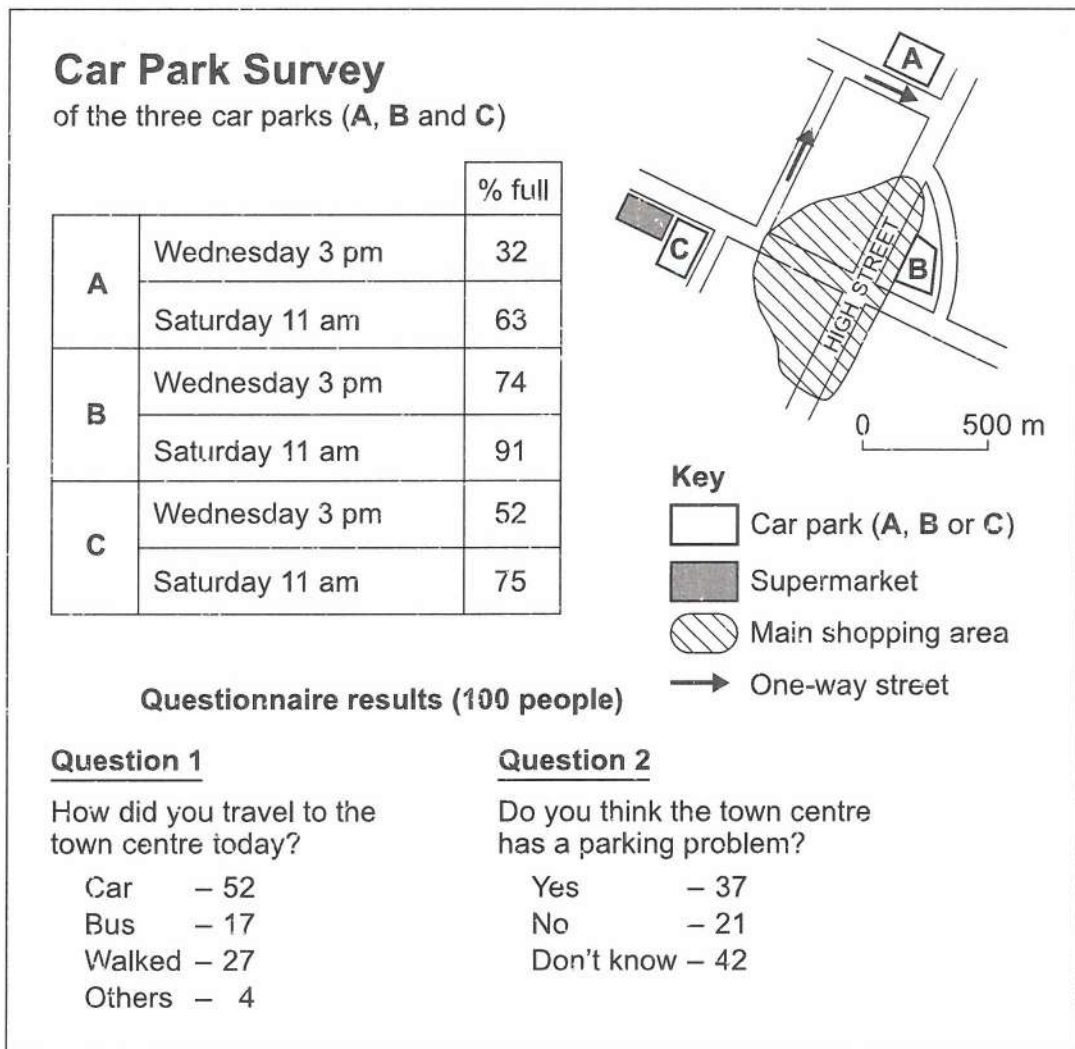 Car Park Survey
of the three car parks (A, B and C)
% full
A
Wednesday 3 pm 32
Saturday 11 am 63
B
Wednesday 3 pm 74
Saturday 11 am 91
C
Wednesday 3 pm 52
Saturday 11 am 75
A
C
B
HIGH STREET
0 500 m
Key
Car park (A, B or C)
Supermarket
Main shopping area
One-way street
Questionnaire results (100 people)
Question 1
How did you travel to the
town centre today?
Car – 52
Bus – 17
Walked – 27
Others – 4
Question 2
Do you think the town centre
has a parking problem?
Yes – 37
No – 21
Don't know – 42